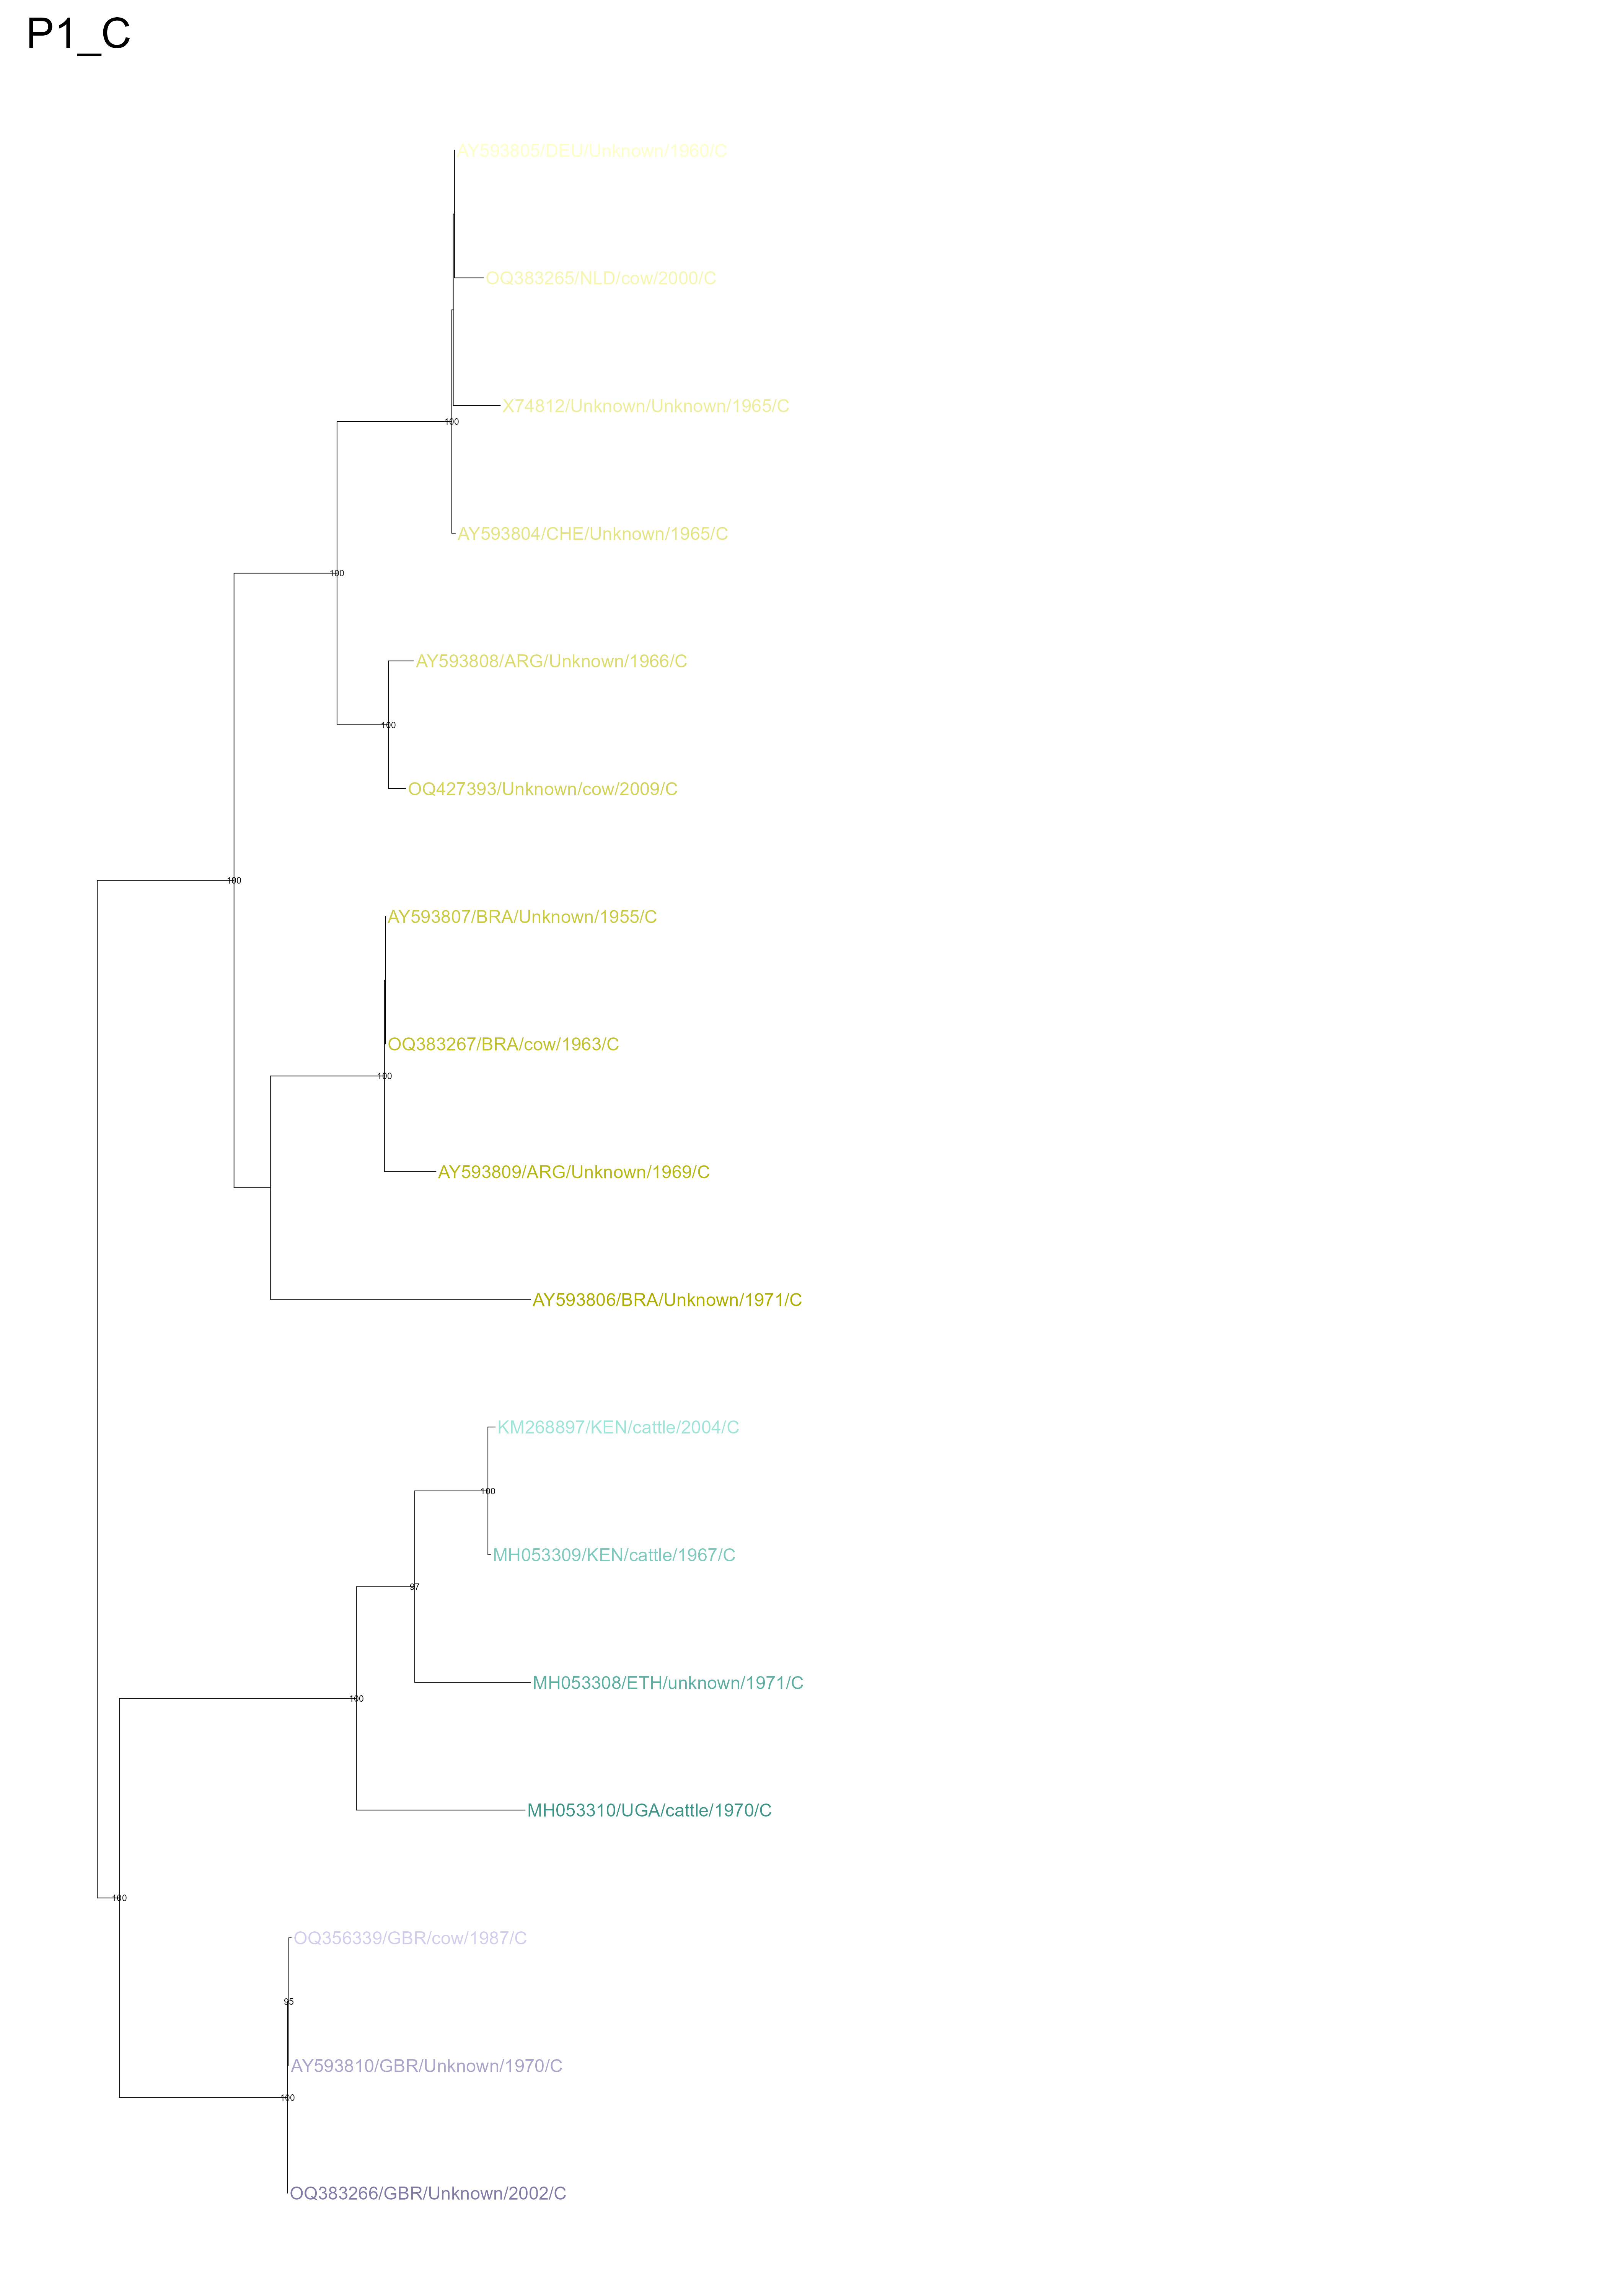 P1_C
AY593805/DEU/Unknown/1960/C
OQ383265/NLD/cow/2000/C
X74812/Unknown/Unknown/1965/C
100
AY593804/CHE/Unknown/1965/C
100
AY593808/ARG/Unknown/1966/C
100
OQ427393/Unknown/cow/2009/C
100
AY593807/BRA/Unknown/1955/C
OQ383267/BRA/cow/1963/C
100
AY593809/ARG/Unknown/1969/C
AY593806/BRA/Unknown/1971/C
KM268897/KEN/cattle/2004/C
100
MH053309/KEN/cattle/1967/C
97
MH053308/ETH/unknown/1971/C
100
MH053310/UGA/cattle/1970/C
100
OQ356339/GBR/cow/1987/C
95
AY593810/GBR/Unknown/1970/C
100
OQ383266/GBR/Unknown/2002/C